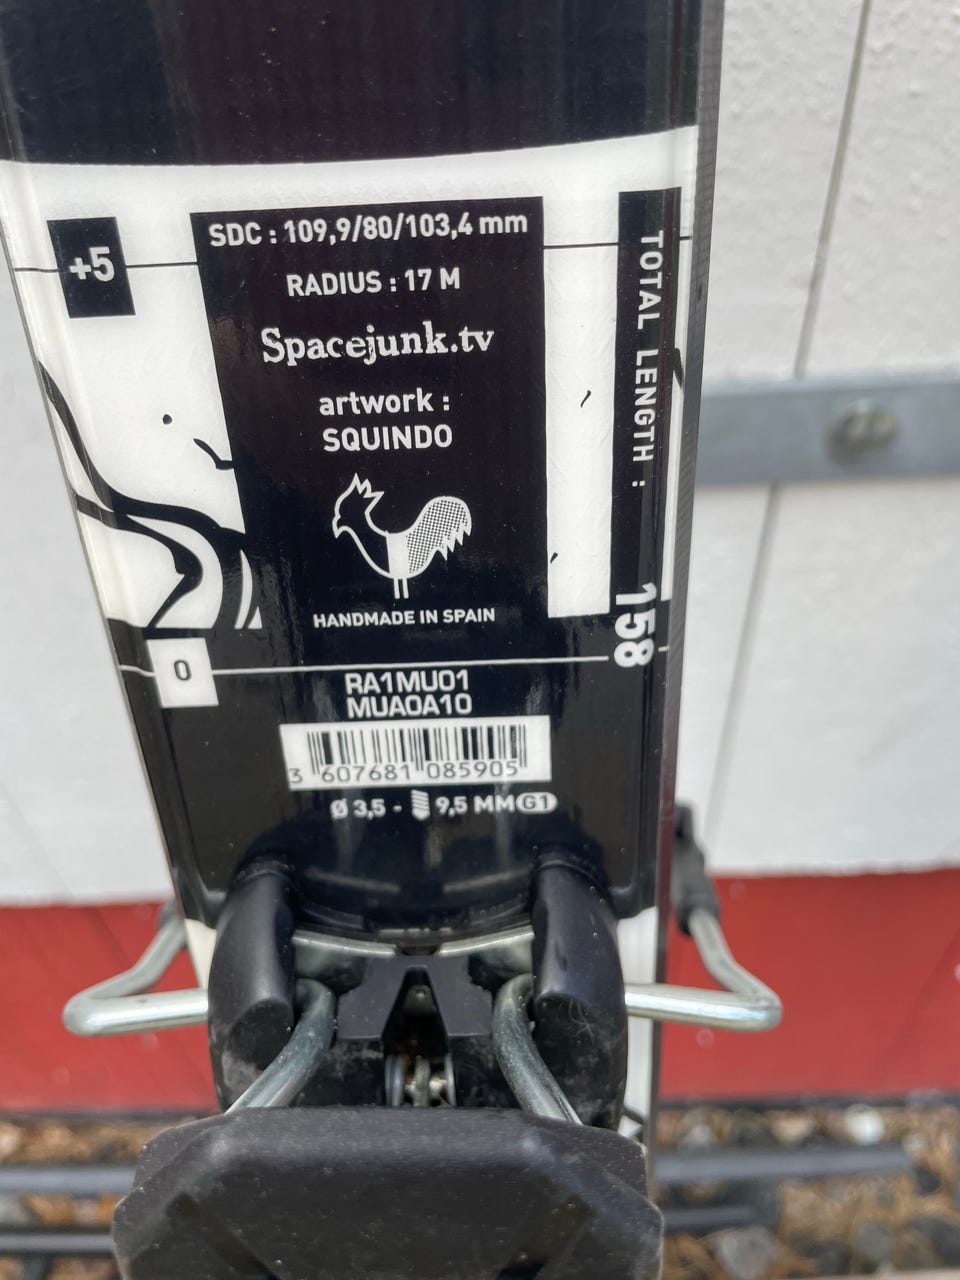 +5
SDC : 109,9/80/103,4 mm
RADIUS : 17 M
Spacejunk.tv
artwork :
SQUINDO
HANDMADE IN SPAIN
TOTAL LENGTH : 158
0
RA1MU01
MUA0A10
3 607681 085905
Ø 3,5 - 9,5 MM G1